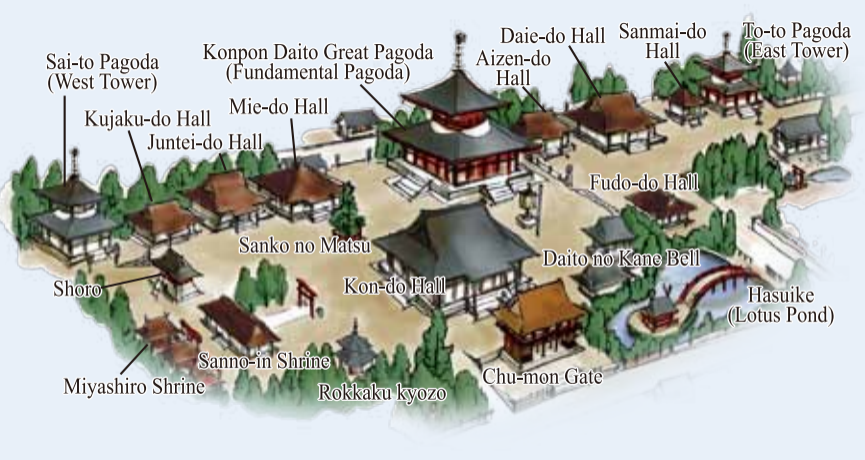 Sai-to Pagoda
(West Tower)
Konpon Daito Great Pagoda
(Fundamental Pagoda)
Daie-do Hall
Aizen-do
Hall
Sanmai-do
Hall
To-to Pagoda
(East Tower)
Kujaku-do Hall
Mie-do Hall
Juntei-do Hall
Fudo-do Hall
Sanko no Matsu
Daito no Kane Bell
Shoro
Kon-do Hall
Hasuike
(Lotus Pond)
Sanno-in Shrine
Miyashiro Shrine
Rokkaku kyozo
Chu-mon Gate